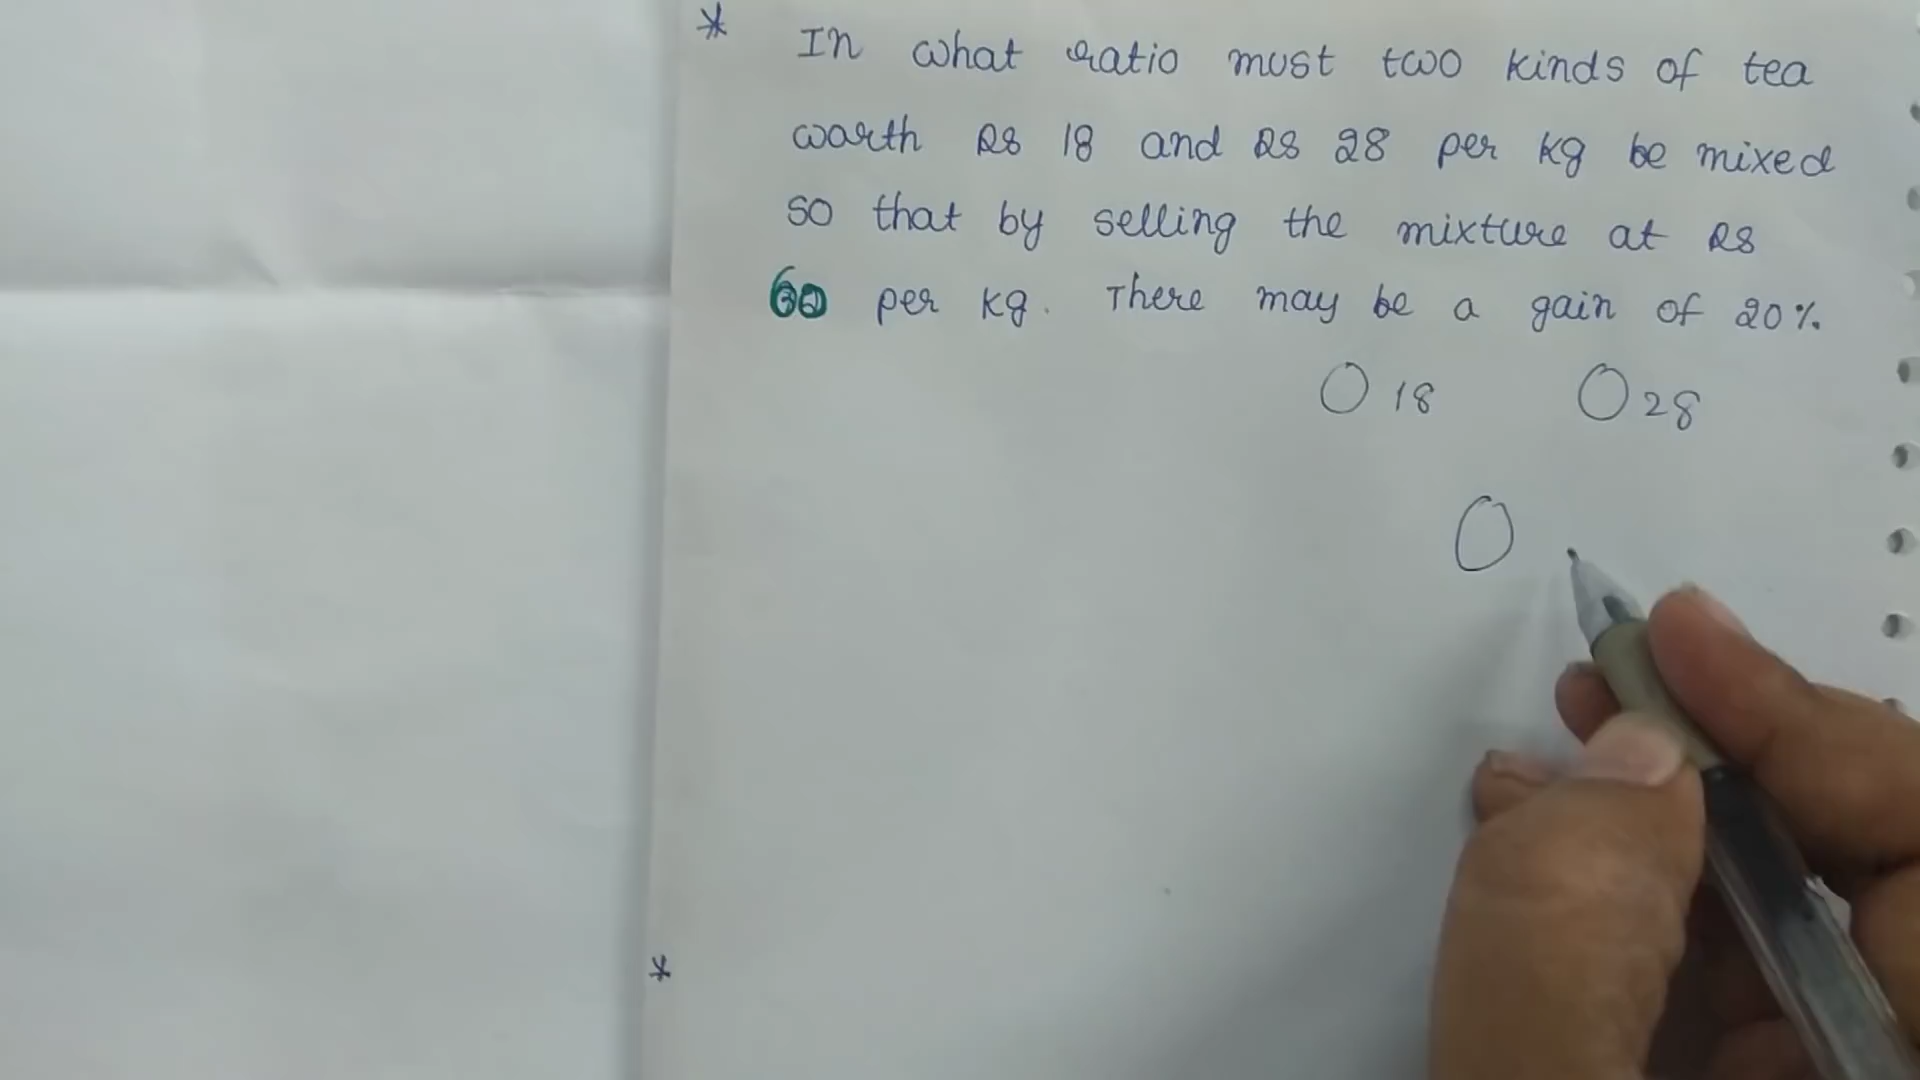 * In what ratio must two kinds of tea
worth Rs 18 and Rs 28 per kg be mixed
so that by selling the mixture at Rs
per kg. There may be a gain of 20%
18 28
*